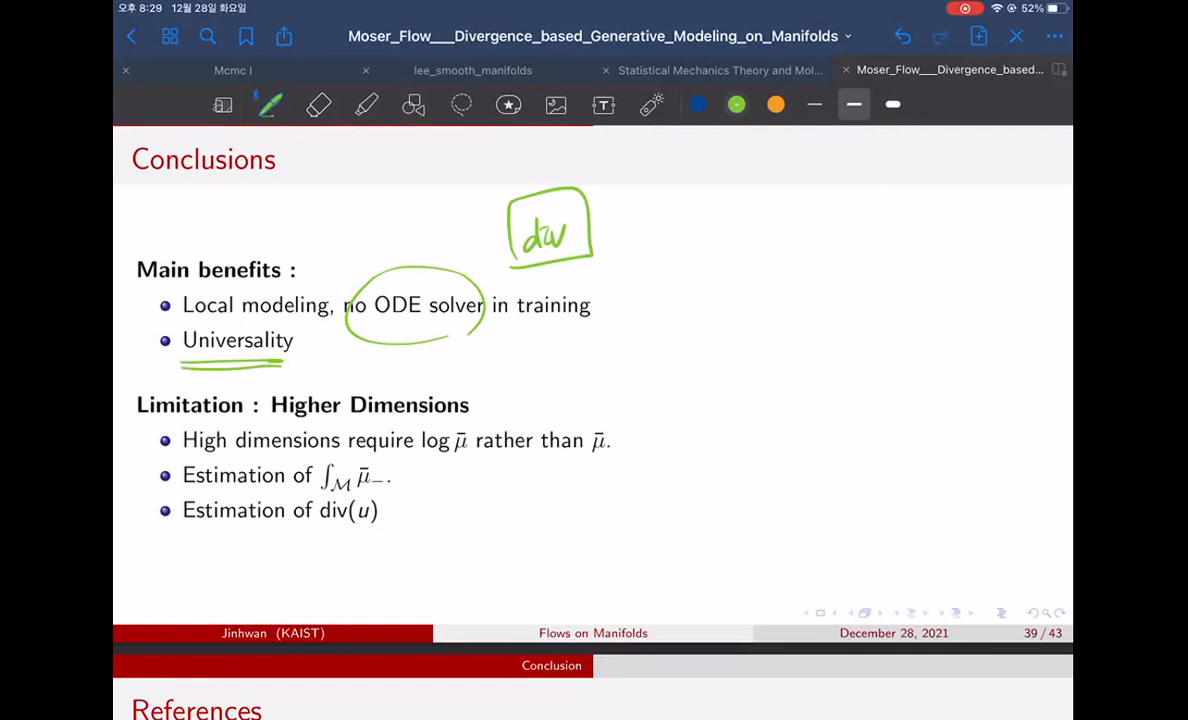 오후 8:29 12월 28일 화요일
52%
Moser_Flow___Divergence_based_Generative_Modeling_on_Manifolds
Mcmc I
lee_smooth_manifolds
Statistical Mechanics Theory and Mol...
Moser_Flow___Divergence_based...
Conclusions
div
Main benefits :
Local modeling, no ODE solver in training
Universality
Limitation : Higher Dimensions
High dimensions require log μ̄ rather than μ̄.
Estimation of ∫ℳ μ̄₋.
Estimation of div(u)
Jinhwan (KAIST)
Flows on Manifolds
December 28, 2021
39 / 43
Conclusion
References